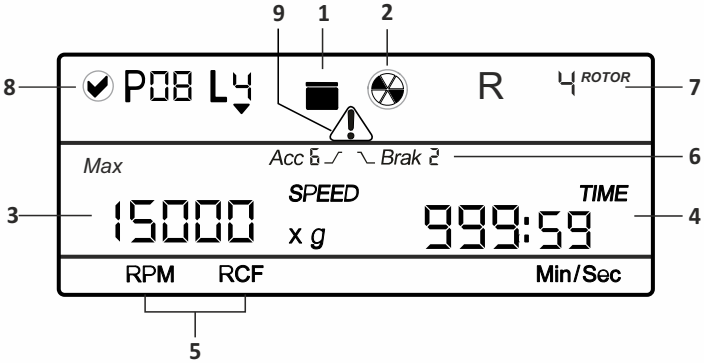 9 1 2
8 P08 L4 R 4 ROTOR 7
Acc 6 Brak 2 6
Max
SPEED TIME
3 15000 x g 999:59 4
RPM RCF Min/Sec
5